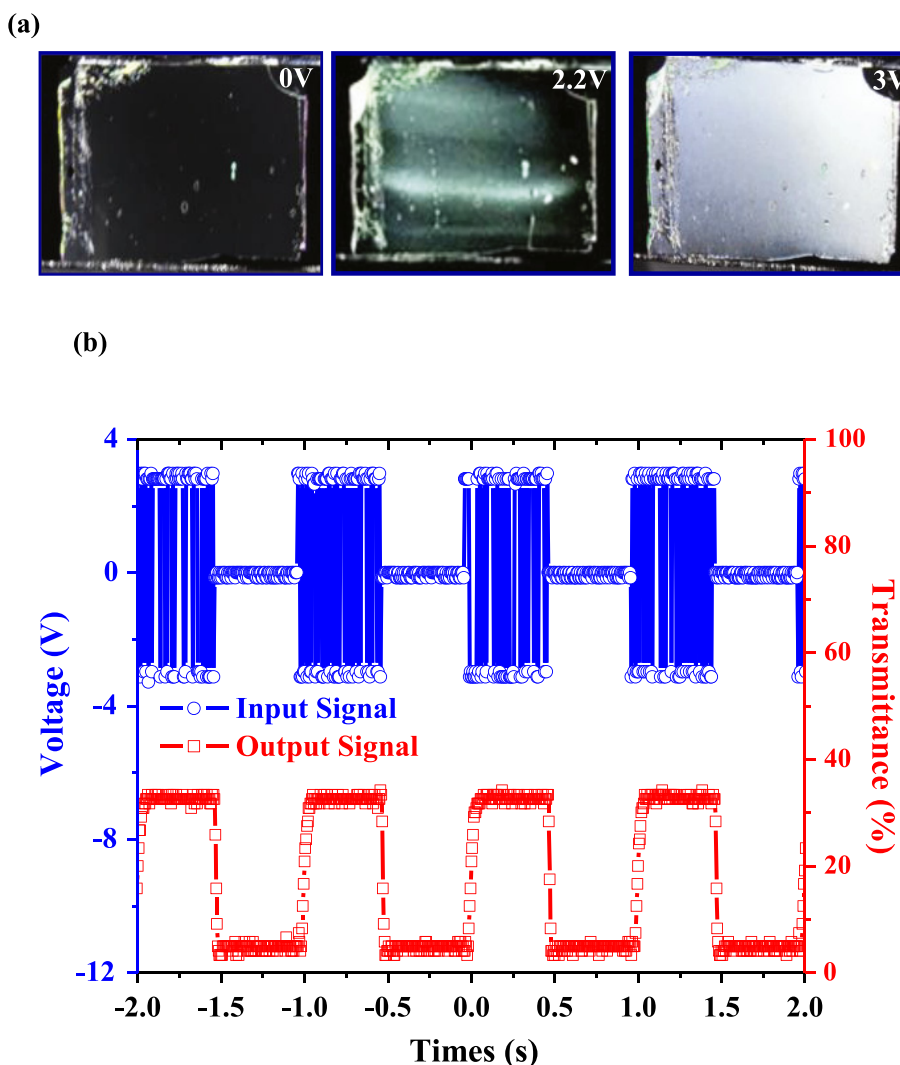 (a)
0V 2.2V 3V
(b)
4 100
80
0
60
-4
Input Signal
Output Signal
40
-8
20
-12 0
Voltage (V)
Transmittance (%)
-2.0 -1.5 -1.0 -0.5 0.0 0.5 1.0 1.5 2.0
Times (s)